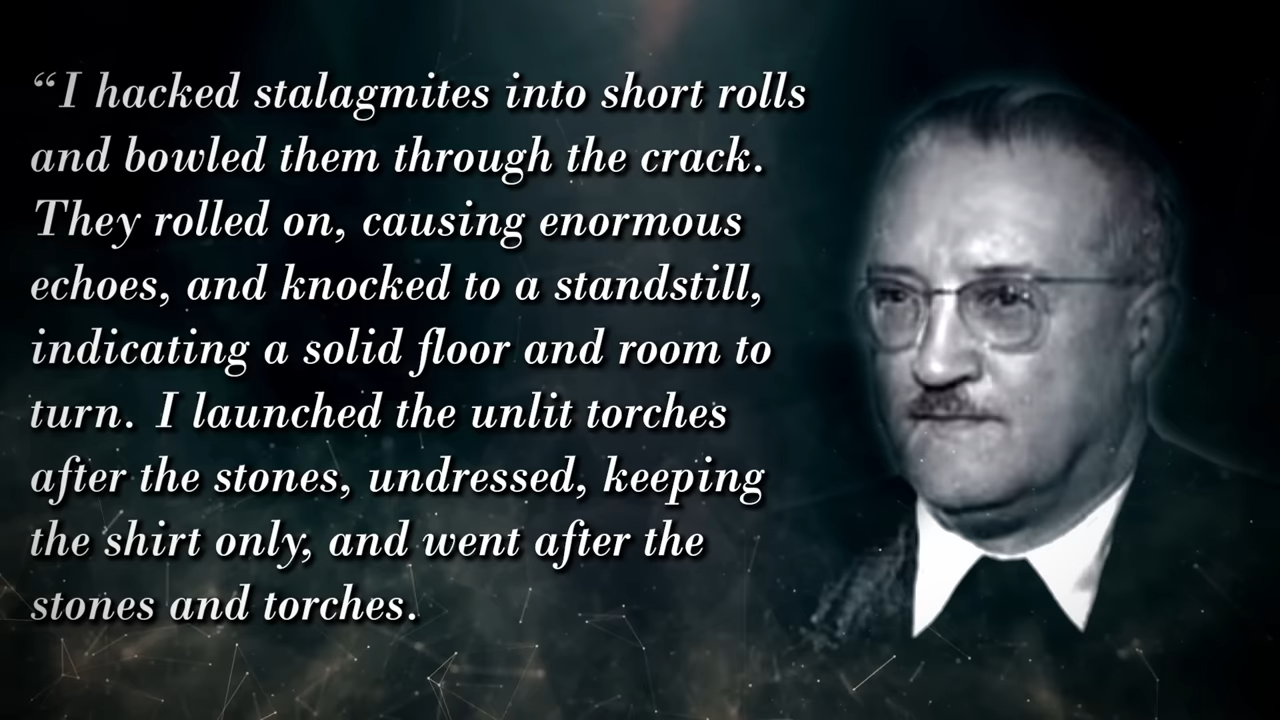 “I hacked stalagmites into short rolls
and bowled them through the crack.
They rolled on, causing enormous
echoes, and knocked to a standstill,
indicating a solid floor and room to
turn. I launched the unlit torches
after the stones, undressed, keeping
the shirt only, and went after the
stones and torches.